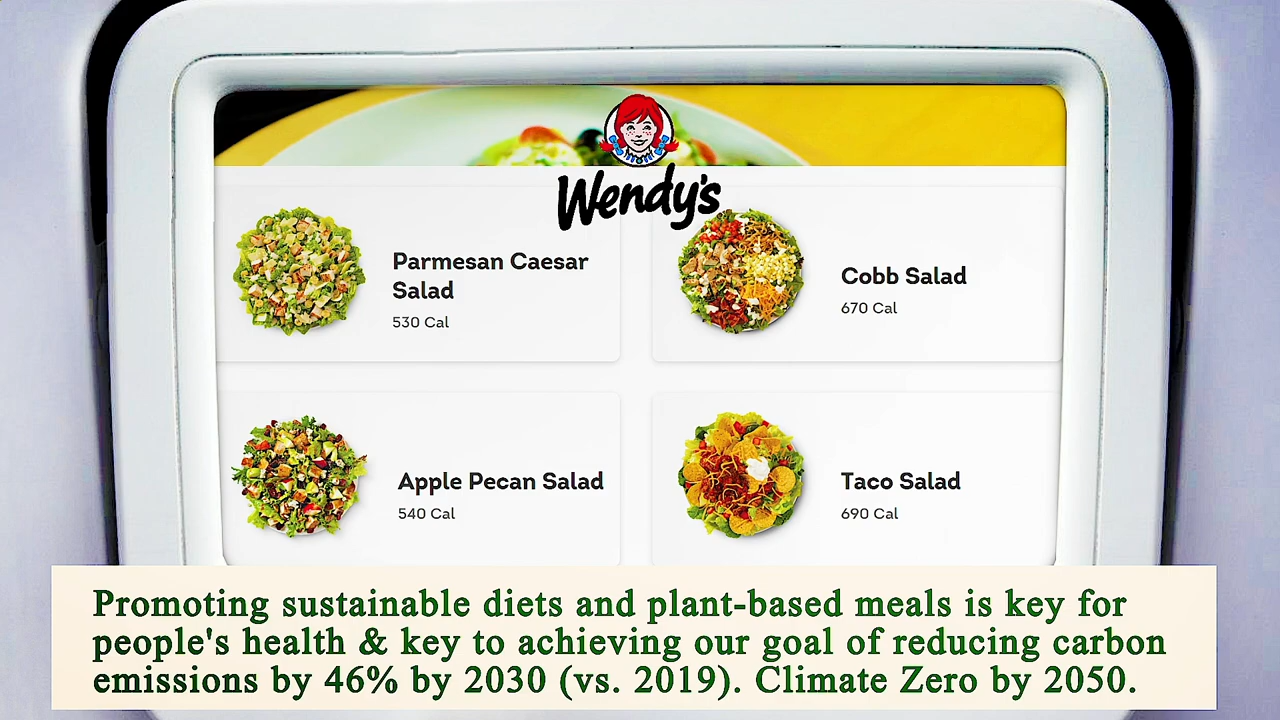 Wendy's
Parmesan Caesar
Salad
530 Cal
Cobb Salad
670 Cal
Apple Pecan Salad
540 Cal
Taco Salad
690 Cal
Promoting sustainable diets and plant-based meals is key for
people's health & key to achieving our goal of reducing carbon
emissions by 46% by 2030 (vs. 2019). Climate Zero by 2050.